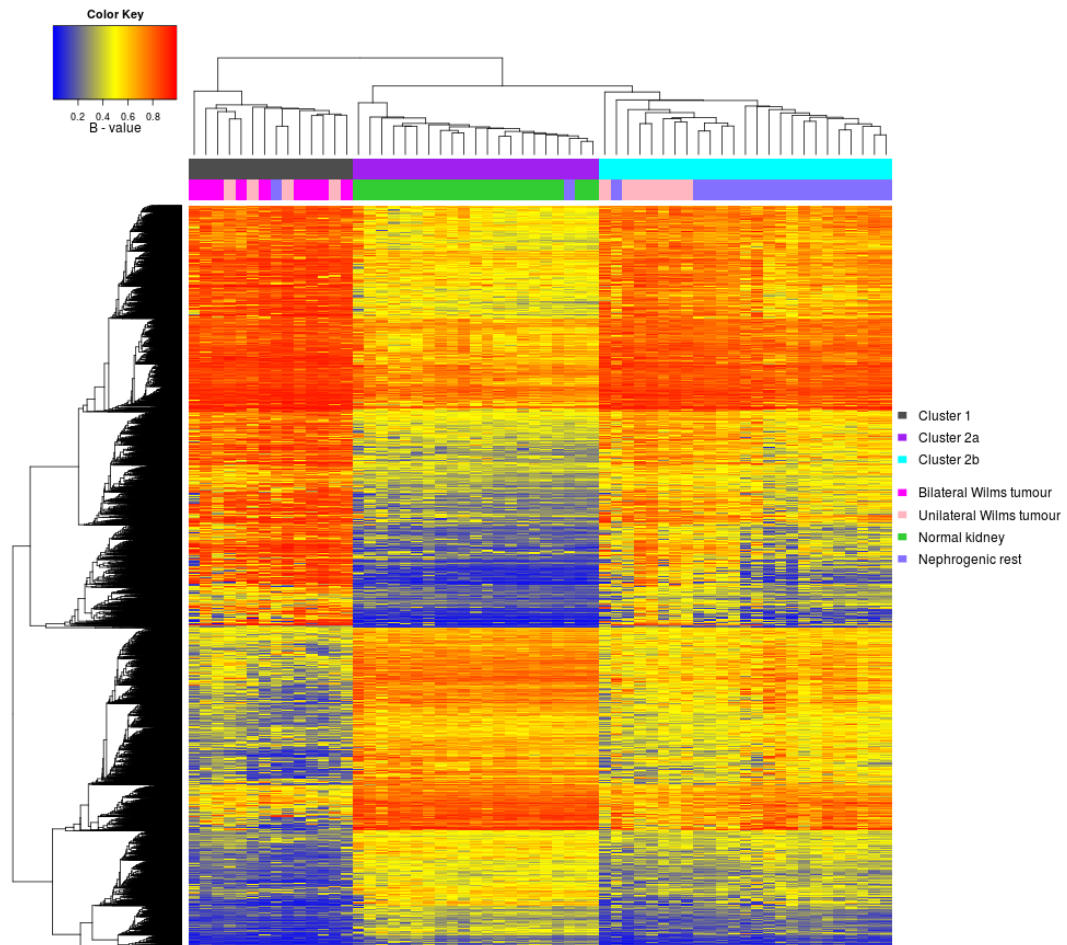 Color Key
0.2 0.4 0.6 0.8
B - value
Cluster 1
Cluster 2a
Cluster 2b
Bilateral Wilms tumour
Unilateral Wilms tumour
Normal kidney
Nephrogenic rest